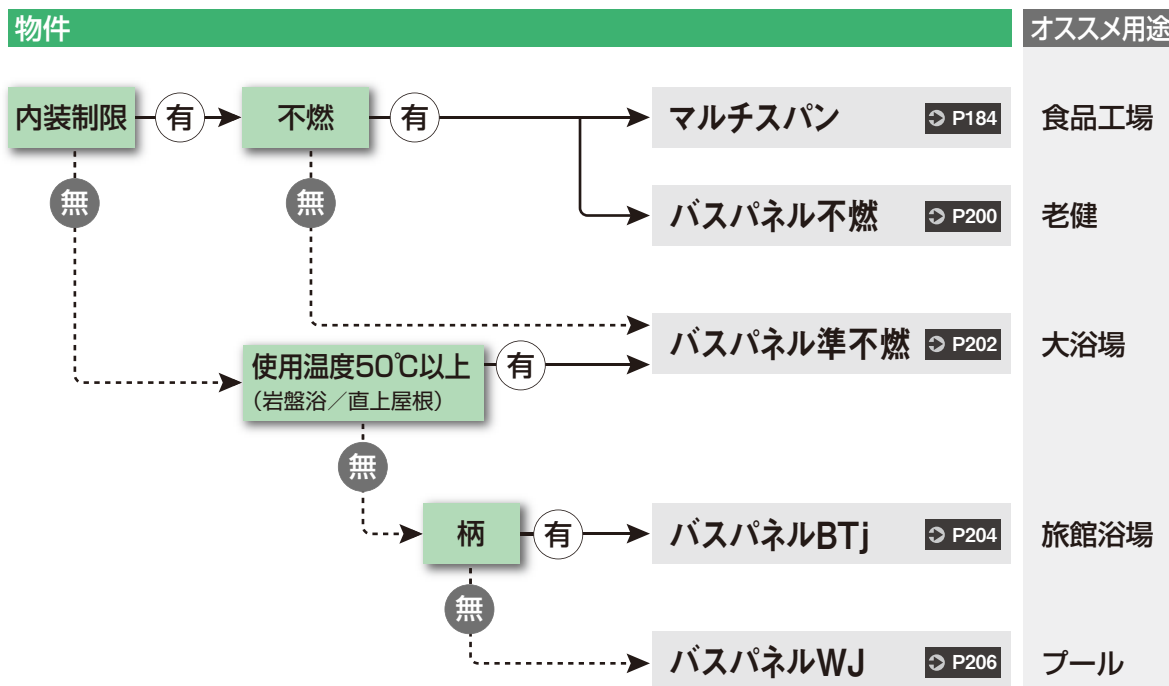 物件
オススメ用途
内装制限
有
不燃
有
マルチスパン
P184
食品工場
無
無
バスパネル不燃
P200
老健
バスパネル準不燃
P202
大浴場
使用温度50℃以上
(岩盤浴／直上屋根)
有
無
柄
有
バスパネルBTj
P204
旅館浴場
無
バスパネルWJ
P206
プール